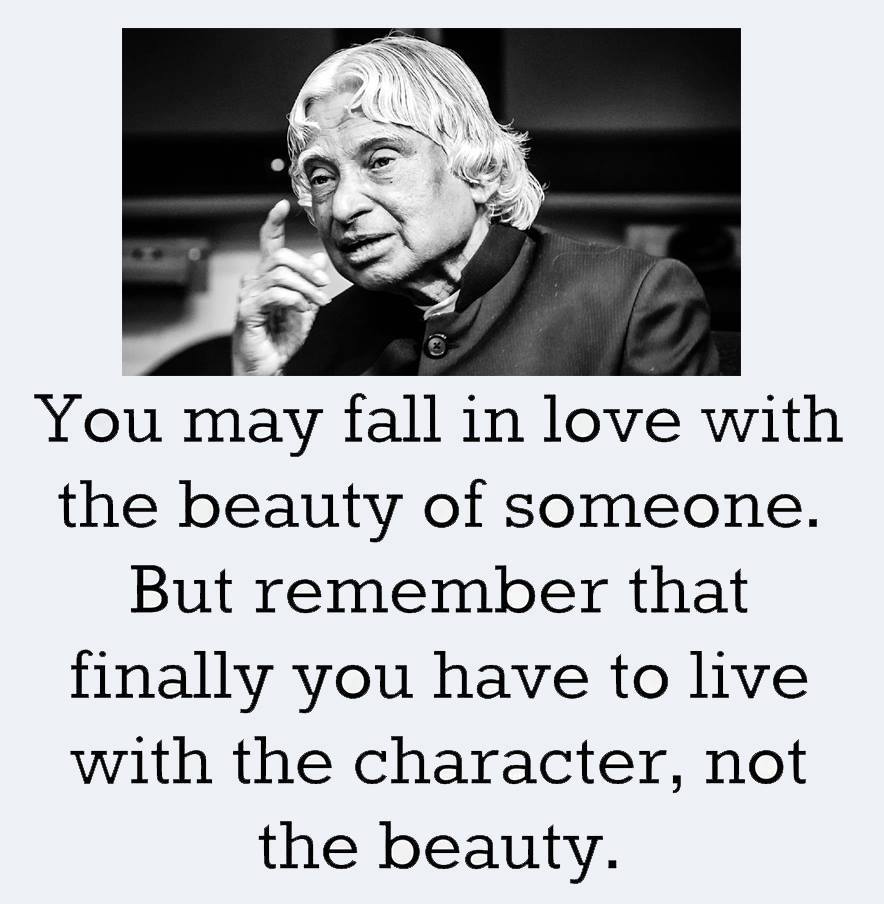 You may fall in love with
the beauty of someone.
But remember that
finally you have to live
with the character, not
the beauty.